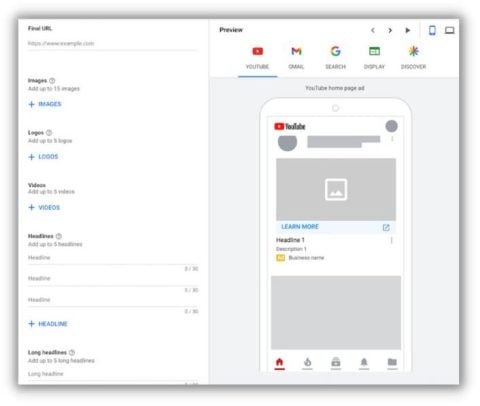 Final URL
https://www.example.com
Images
Add up to 15 images
+ IMAGES
Logos
Add up to 5 logos
+ LOGOS
Videos
Add up to 5 videos
+ VIDEOS
Headlines
Add up to 5 headlines
Headline
0 / 30
Headline
0 / 30
Headline
0 / 30
+ HEADLINE
Long headlines
Add up to 5 long headlines
Long headline
Preview
YOUTUBE
GMAIL
SEARCH
DISPLAY
DISCOVER
YouTube home page ad
YouTube
LEARN MORE
Headline 1
Description 1
Ad Business name